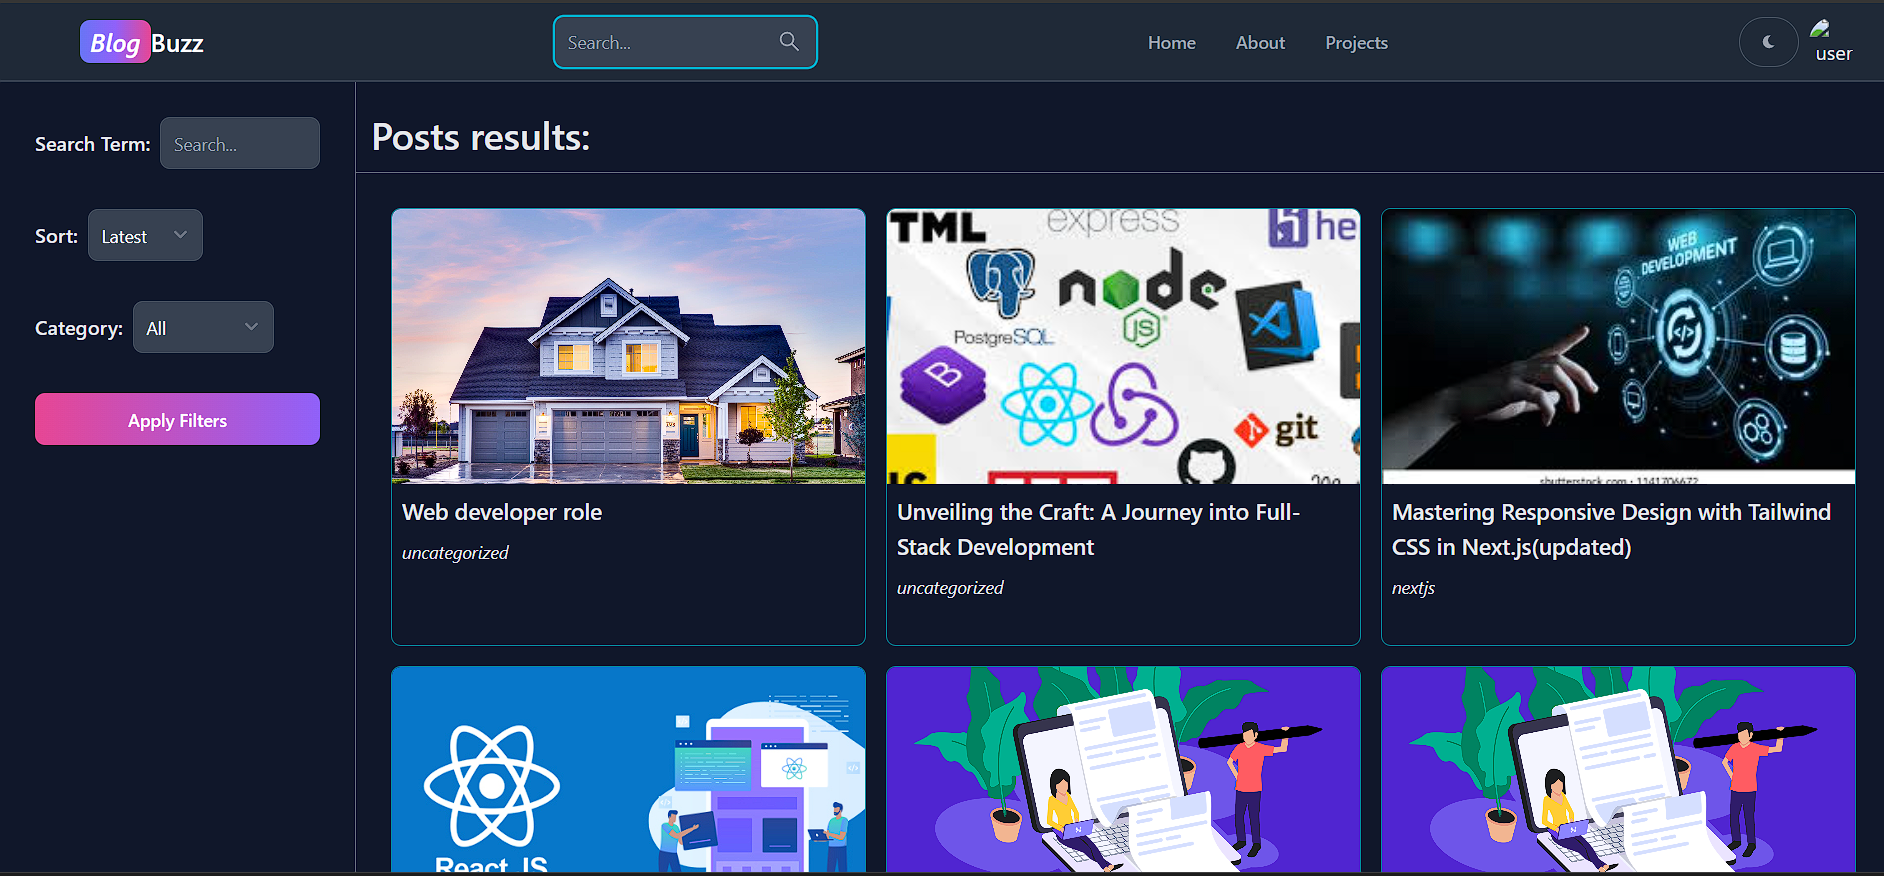 Blog Buzz
Search...
Home
About
Projects
user
Search Term:
Search...
Sort:
Latest
Category:
All
Apply Filters
Posts results:
793
Web developer role
uncategorized
TML
express
he
PostgreSQL
node
JS
B
git
Unveiling the Craft: A Journey into Full-
Stack Development
uncategorized
WEB
DEVELOPMENT
</>
shutterstock.com · 1141706672
Mastering Responsive Design with Tailwind
CSS in Next.js(updated)
nextjs
React JS
N
N